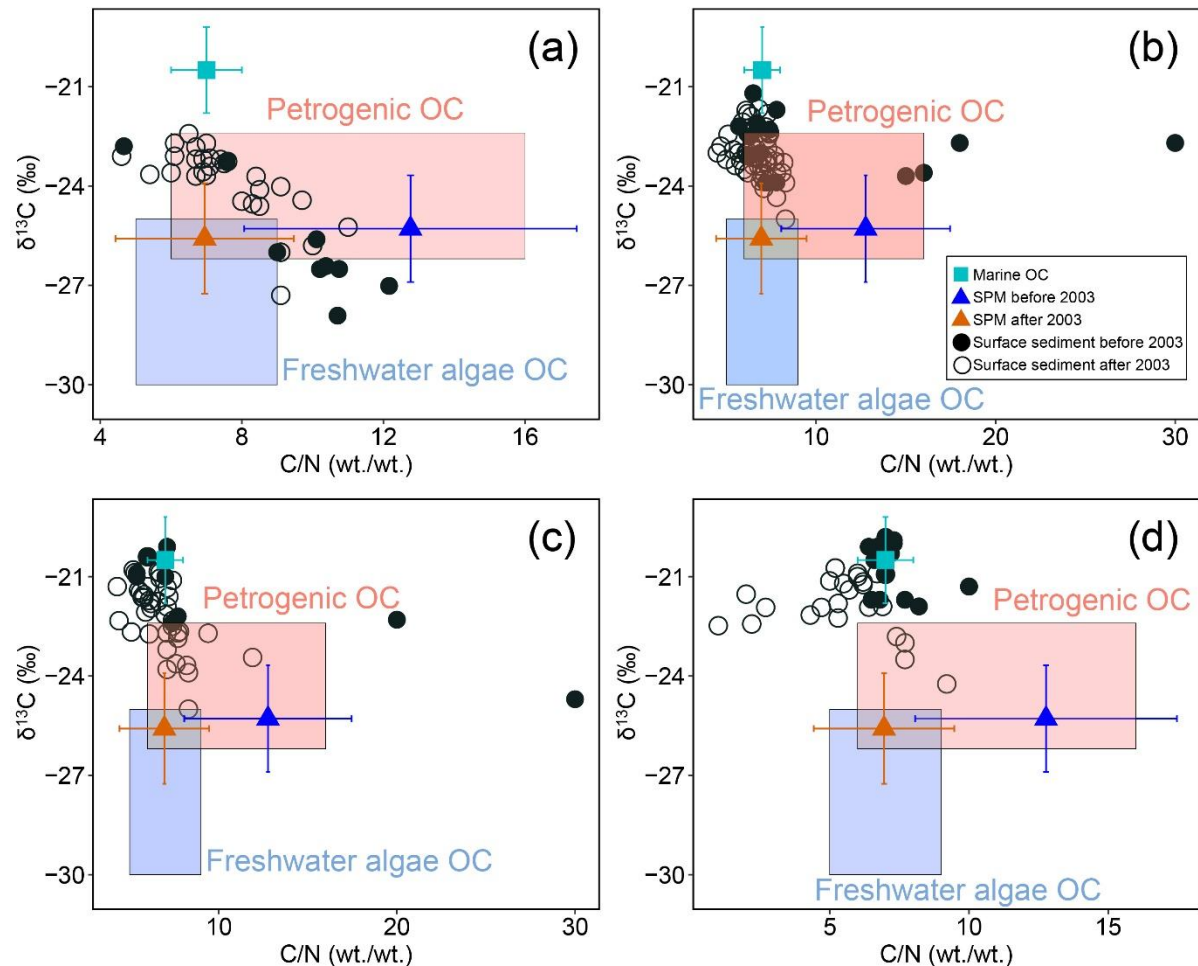 (a)
Petrogenic OC
Freshwater algae OC
−21
−24
−27
−30
δ¹³C (‰)
4
8
12
16
C/N (wt./wt.)
(b)
Petrogenic OC
Marine OC
SPM before 2003
SPM after 2003
Surface sediment before 2003
Surface sediment after 2003
Freshwater algae OC
−21
−24
−27
−30
δ¹³C (‰)
10
20
30
C/N (wt./wt.)
(c)
Petrogenic OC
Freshwater algae OC
−21
−24
−27
−30
δ¹³C (‰)
10
20
30
C/N (wt./wt.)
(d)
Petrogenic OC
Freshwater algae OC
−21
−24
−27
−30
δ¹³C (‰)
5
10
15
C/N (wt./wt.)